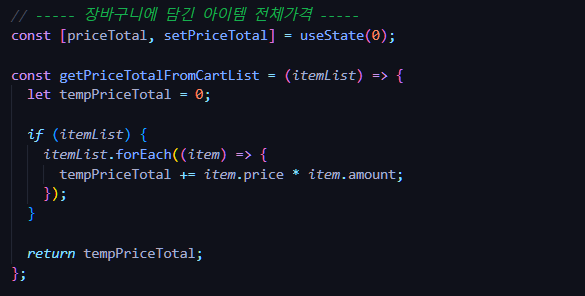 // ----- 장바구니에 담긴 아이템 전체가격 -----
const [priceTotal, setPriceTotal] = useState(0);
const getPriceTotalFromCartList = (itemList) => {
let tempPriceTotal = 0;
if (itemList) {
itemList.forEach((item) => {
tempPriceTotal += item.price * item.amount;
});
}
return tempPriceTotal;
};